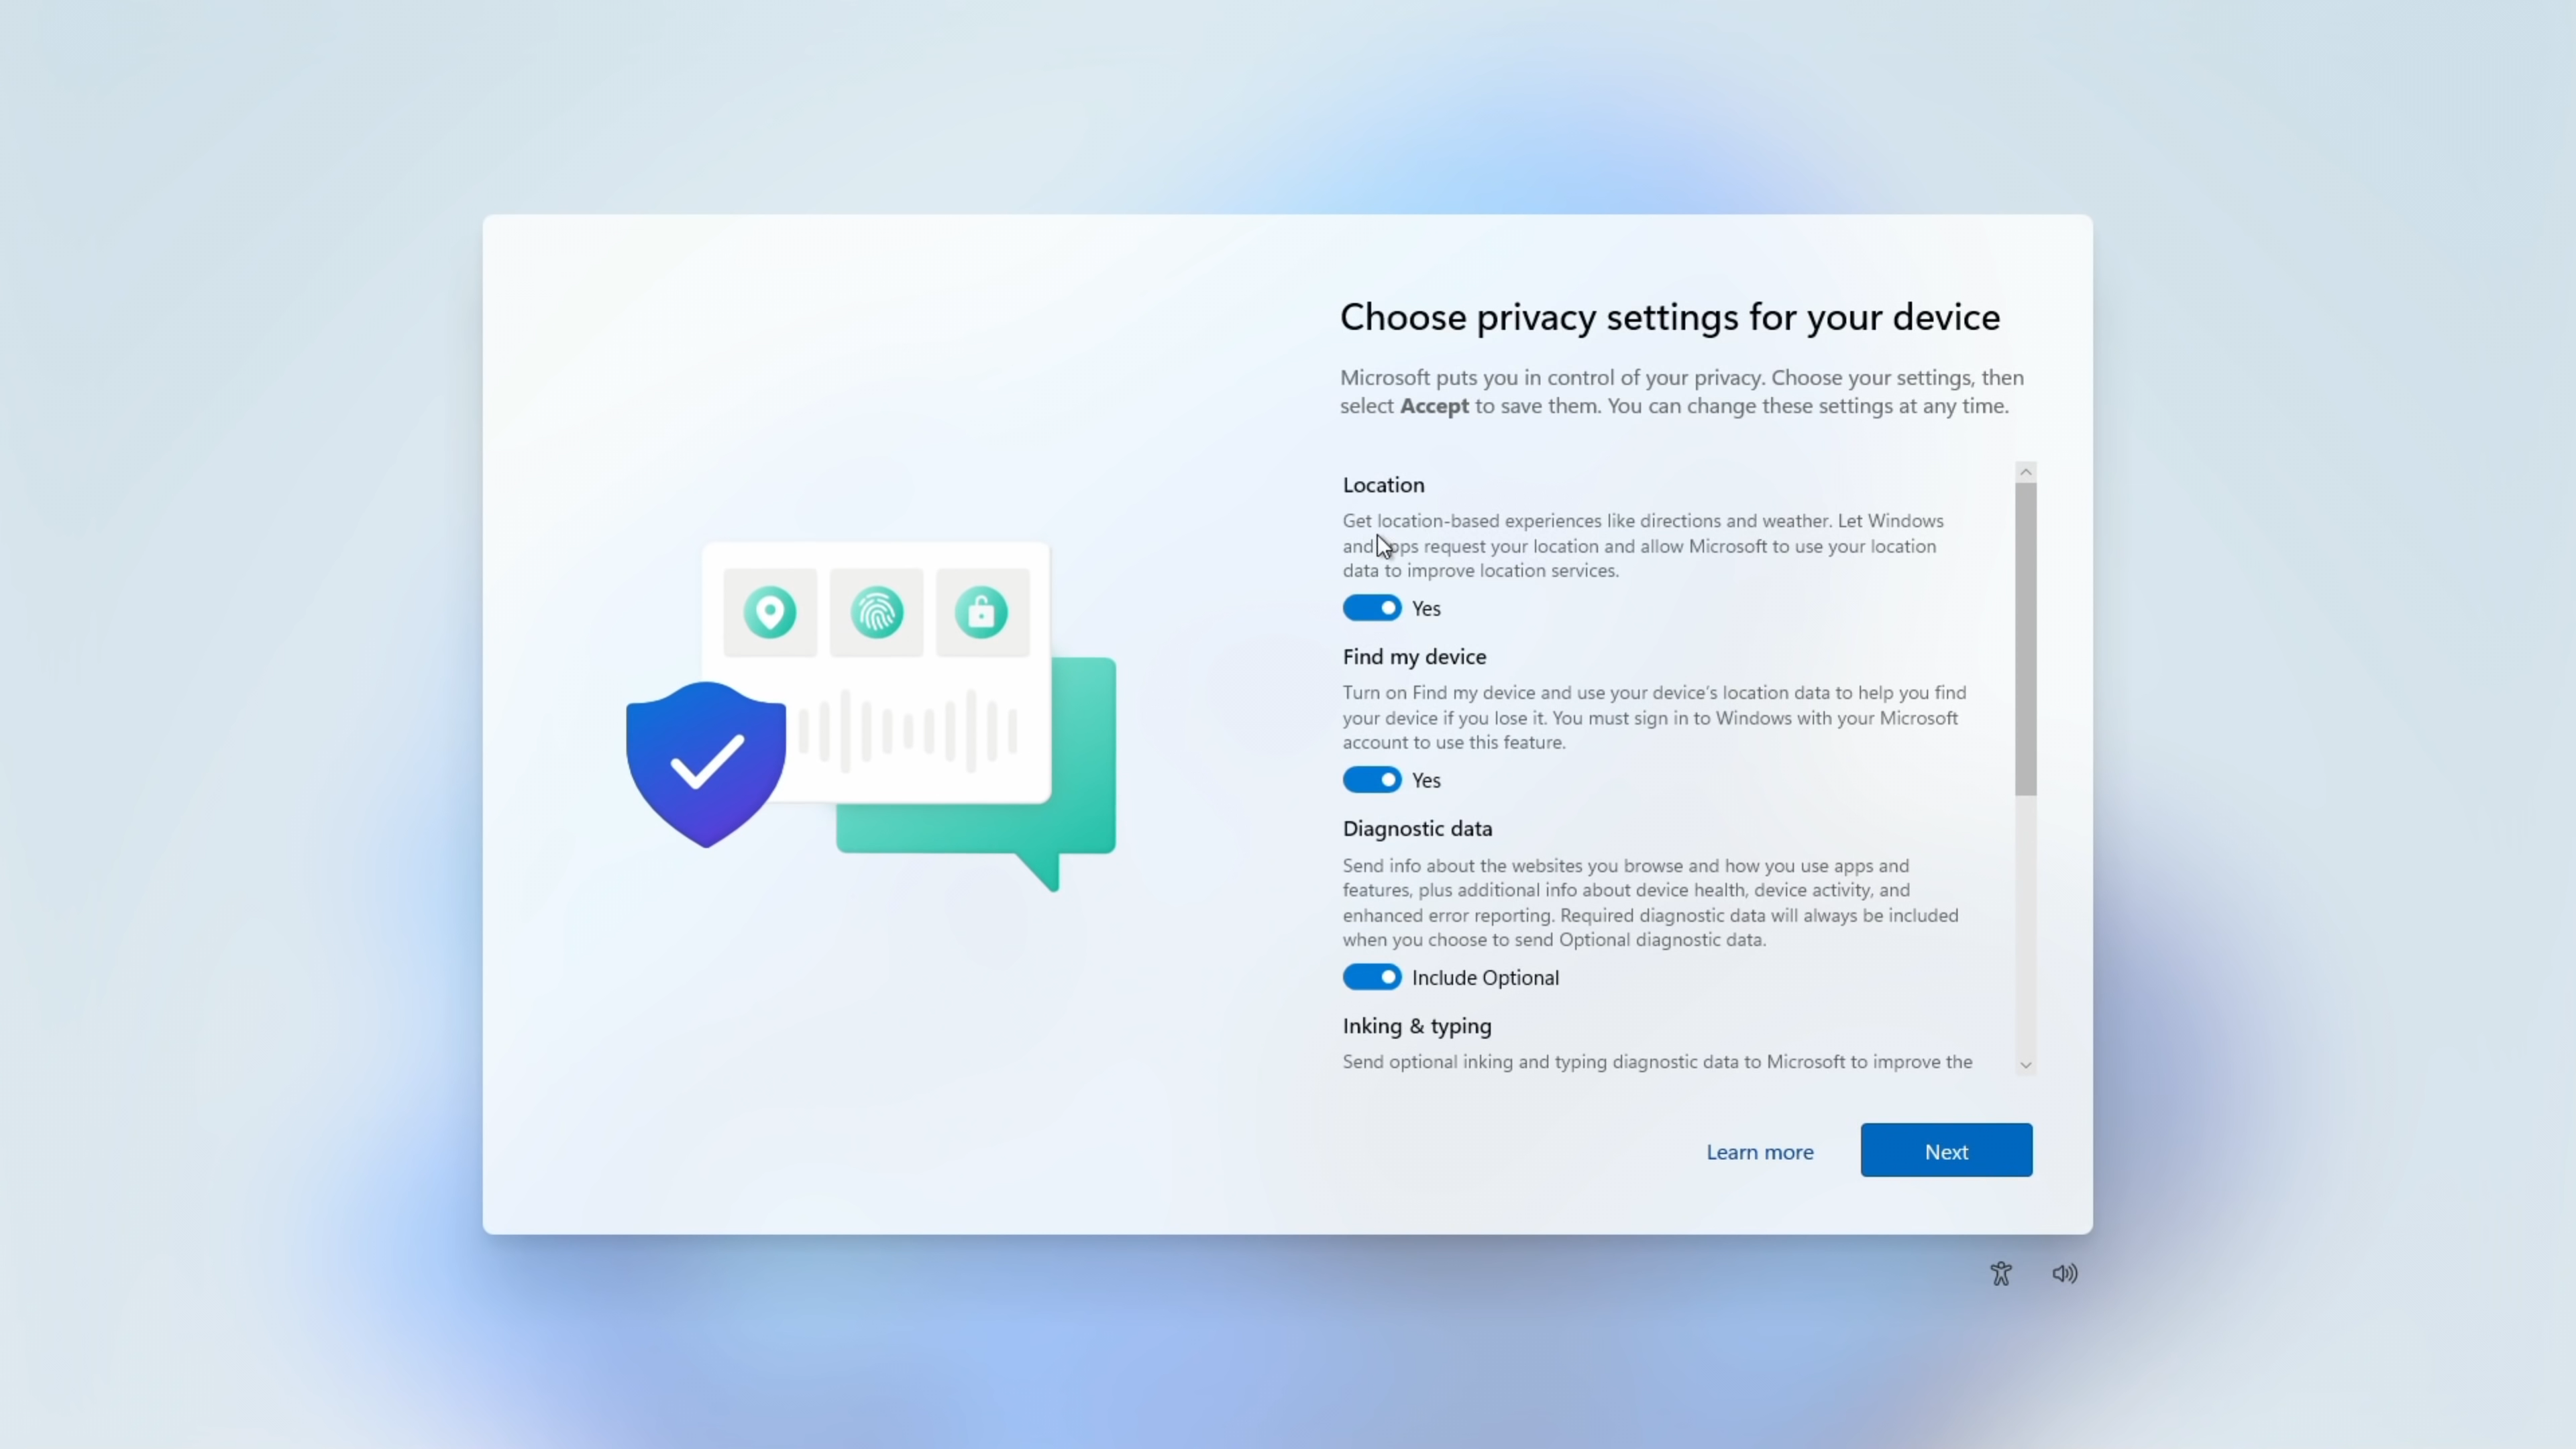 Choose privacy settings for your device
Microsoft puts you in control of your privacy. Choose your settings, then
select Accept to save them. You can change these settings at any time.
Location
Get location-based experiences like directions and weather. Let Windows
and apps request your location and allow Microsoft to use your location
data to improve location services.
Yes
Find my device
Turn on Find my device and use your device’s location data to help you find
your device if you lose it. You must sign in to Windows with your Microsoft
account to use this feature.
Yes
Diagnostic data
Send info about the websites you browse and how you use apps and
features, plus additional info about device health, device activity, and
enhanced error reporting. Required diagnostic data will always be included
when you choose to send Optional diagnostic data.
Include Optional
Inking & typing
Send optional inking and typing diagnostic data to Microsoft to improve the
Learn more
Next